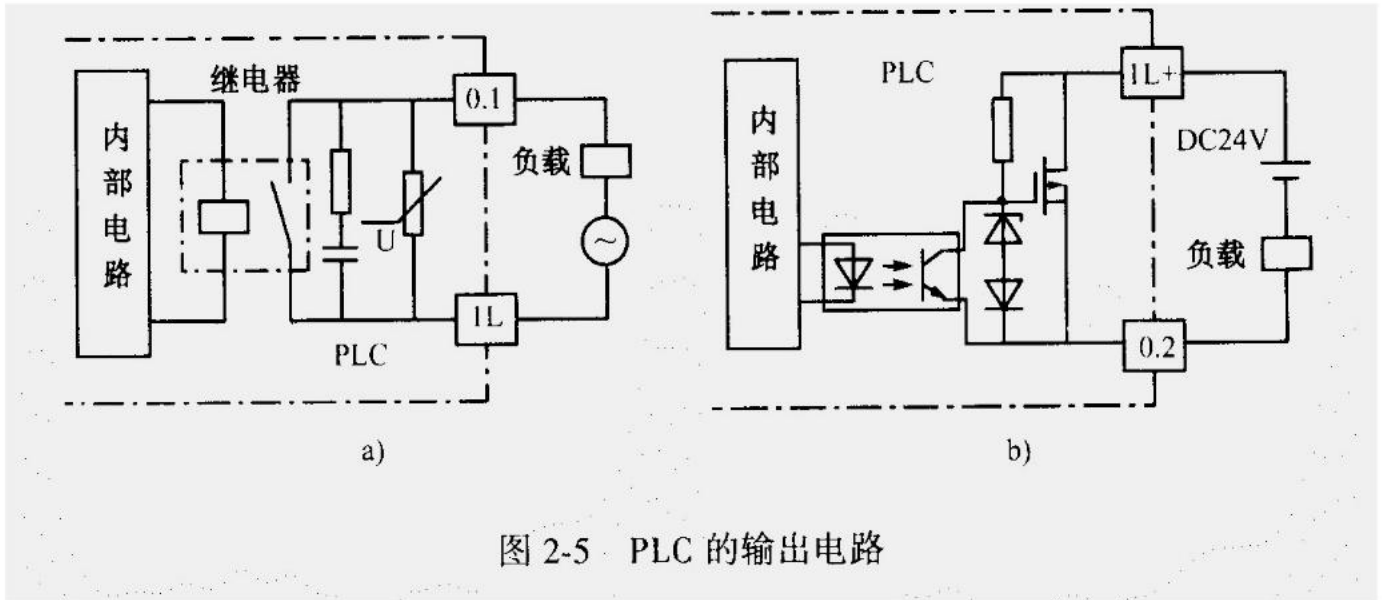 继电器
内部电路
0.1
负载
U
~
1L
PLC
a)
PLC
1L+
内部电路
DC24V
负载
0.2
b)
图 2-5 PLC 的输出电路